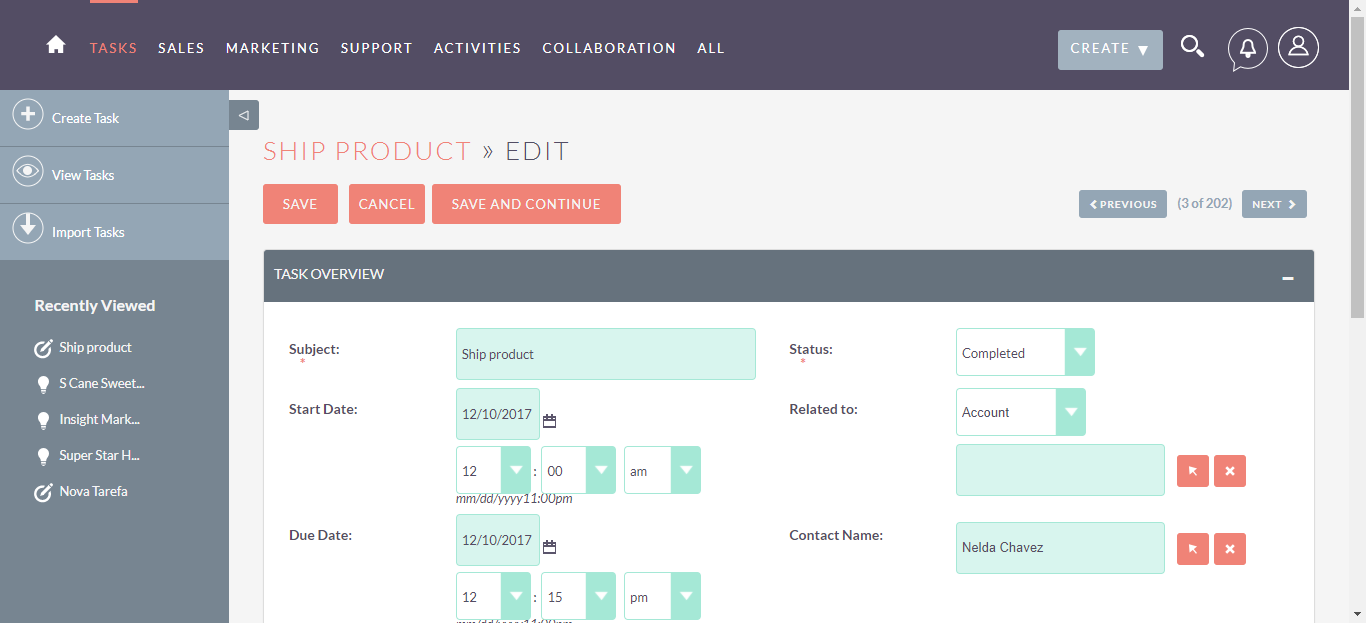 TASKS SALES MARKETING SUPPORT ACTIVITIES COLLABORATION ALL CREATE ▼
Create Task
View Tasks
Import Tasks
Recently Viewed
Ship product
S Cane Sweet...
Insight Mark...
Super Star H...
Nova Tarefa
SHIP PRODUCT » EDIT
SAVE CANCEL SAVE AND CONTINUE
PREVIOUS (3 of 202) NEXT
TASK OVERVIEW
Subject: * Ship product Status: * Completed
Start Date: 12/10/2017 Related to: Account
12 : 00 am
mm/dd/yyyy11:00pm
Due Date: 12/10/2017 Contact Name: Nelda Chavez
12 : 15 pm